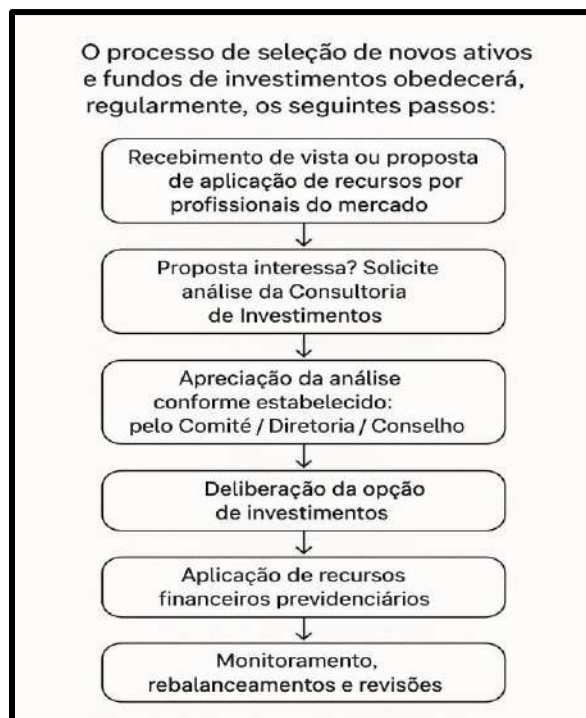 O processo de seleção de novos ativos
e fundos de investimentos obedecerá,
regularmente, os seguintes passos:
Recebimento de vista ou proposta
de aplicação de recursos por
profissionais do mercado
Proposta interessa? Solicite
análise da Consultoria
de Investimentos
Apreciação da análise
conforme estabelecido:
pelo Comité / Diretoria / Conselho
Deliberação da opção
de investimentos
Aplicação de recursos
financeiros previdenciários
Monitoramento,
rebalanceamentos e revisões